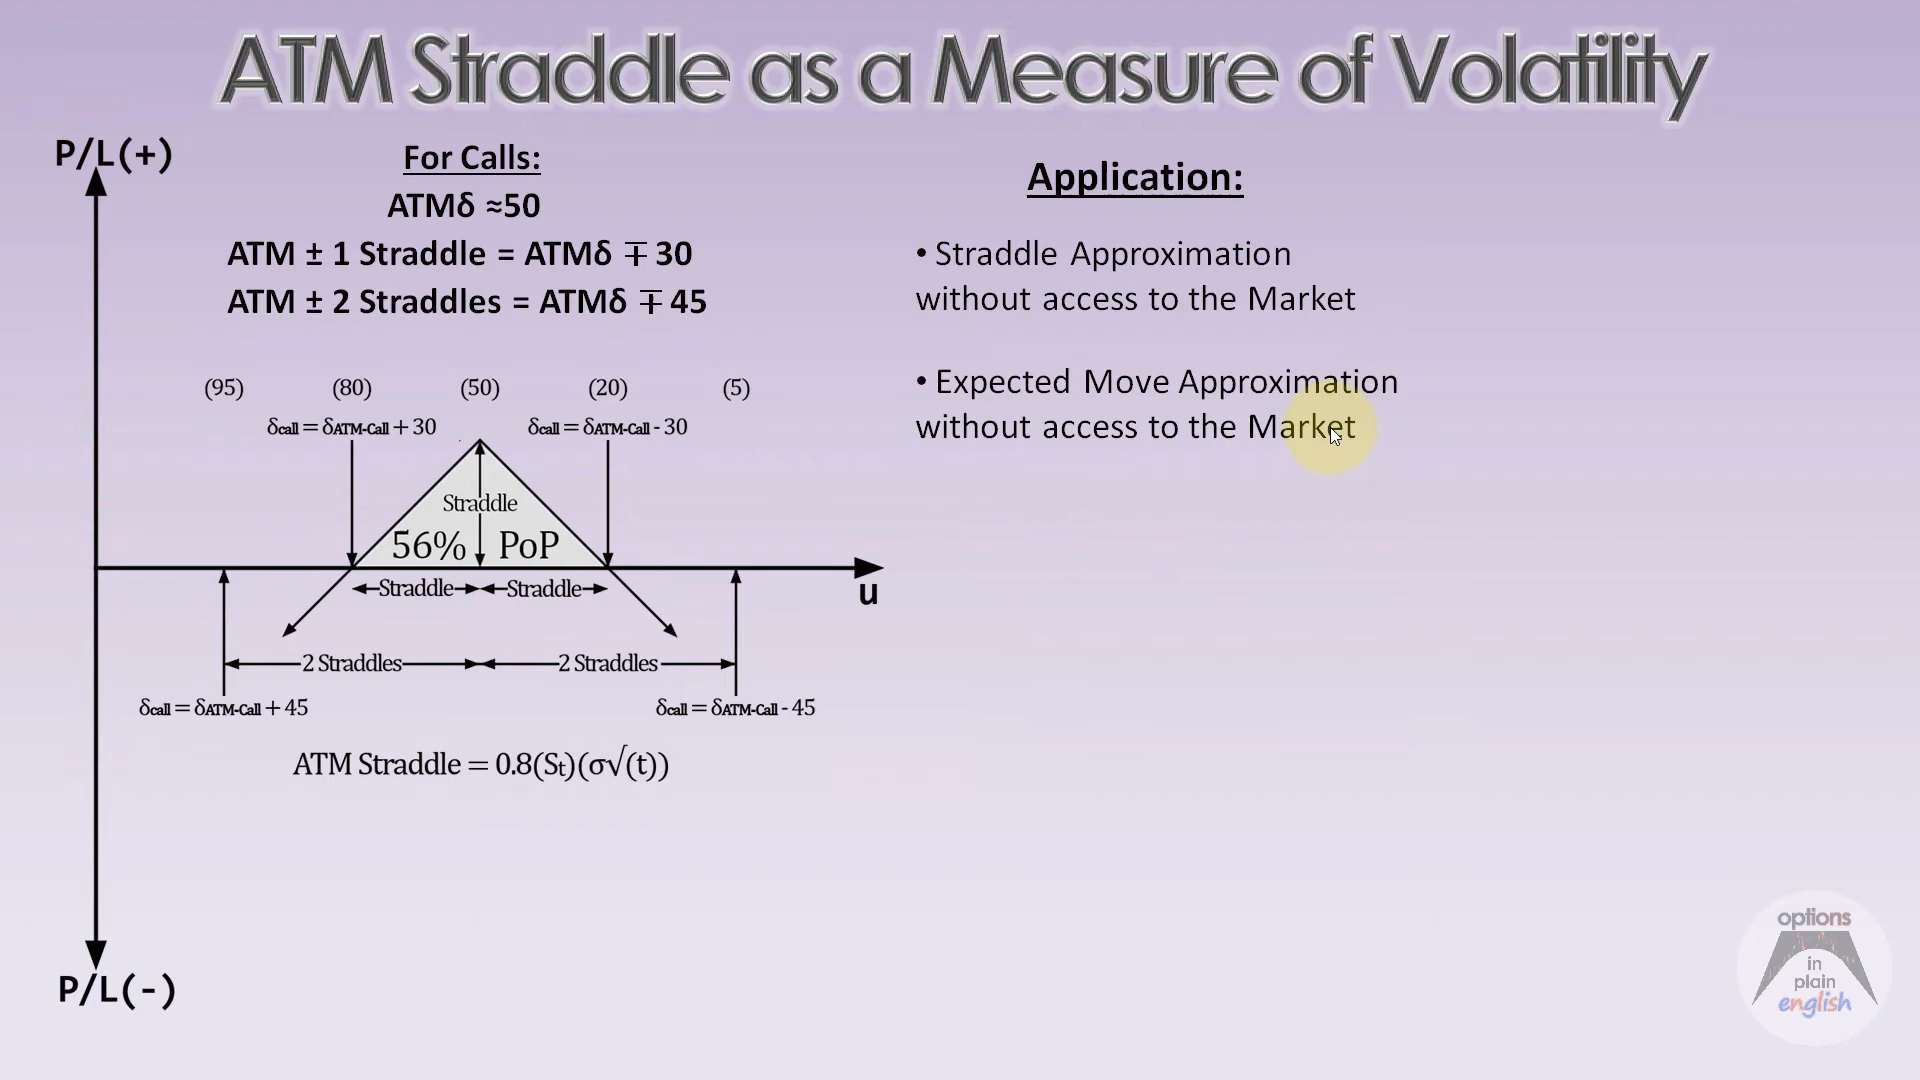 ATM Straddle as a Measure of Volatility
P/L(+)
For Calls:
ATMδ ≈50
ATM ± 1 Straddle = ATMδ ∓ 30
ATM ± 2 Straddles = ATMδ ∓ 45
(95) (80) (50) (20) (5)
δcall = δATM-Call + 30 δcall = δATM-Call - 30
Straddle
56% PoP
Straddle Straddle
u
2 Straddles 2 Straddles
δcall = δATM-Call + 45 δcall = δATM-Call - 45
ATM Straddle = 0.8(St)(σ√(t))
P/L(-)
Application:
• Straddle Approximation
without access to the Market
• Expected Move Approximation
without access to the Market
options
in
plain
english